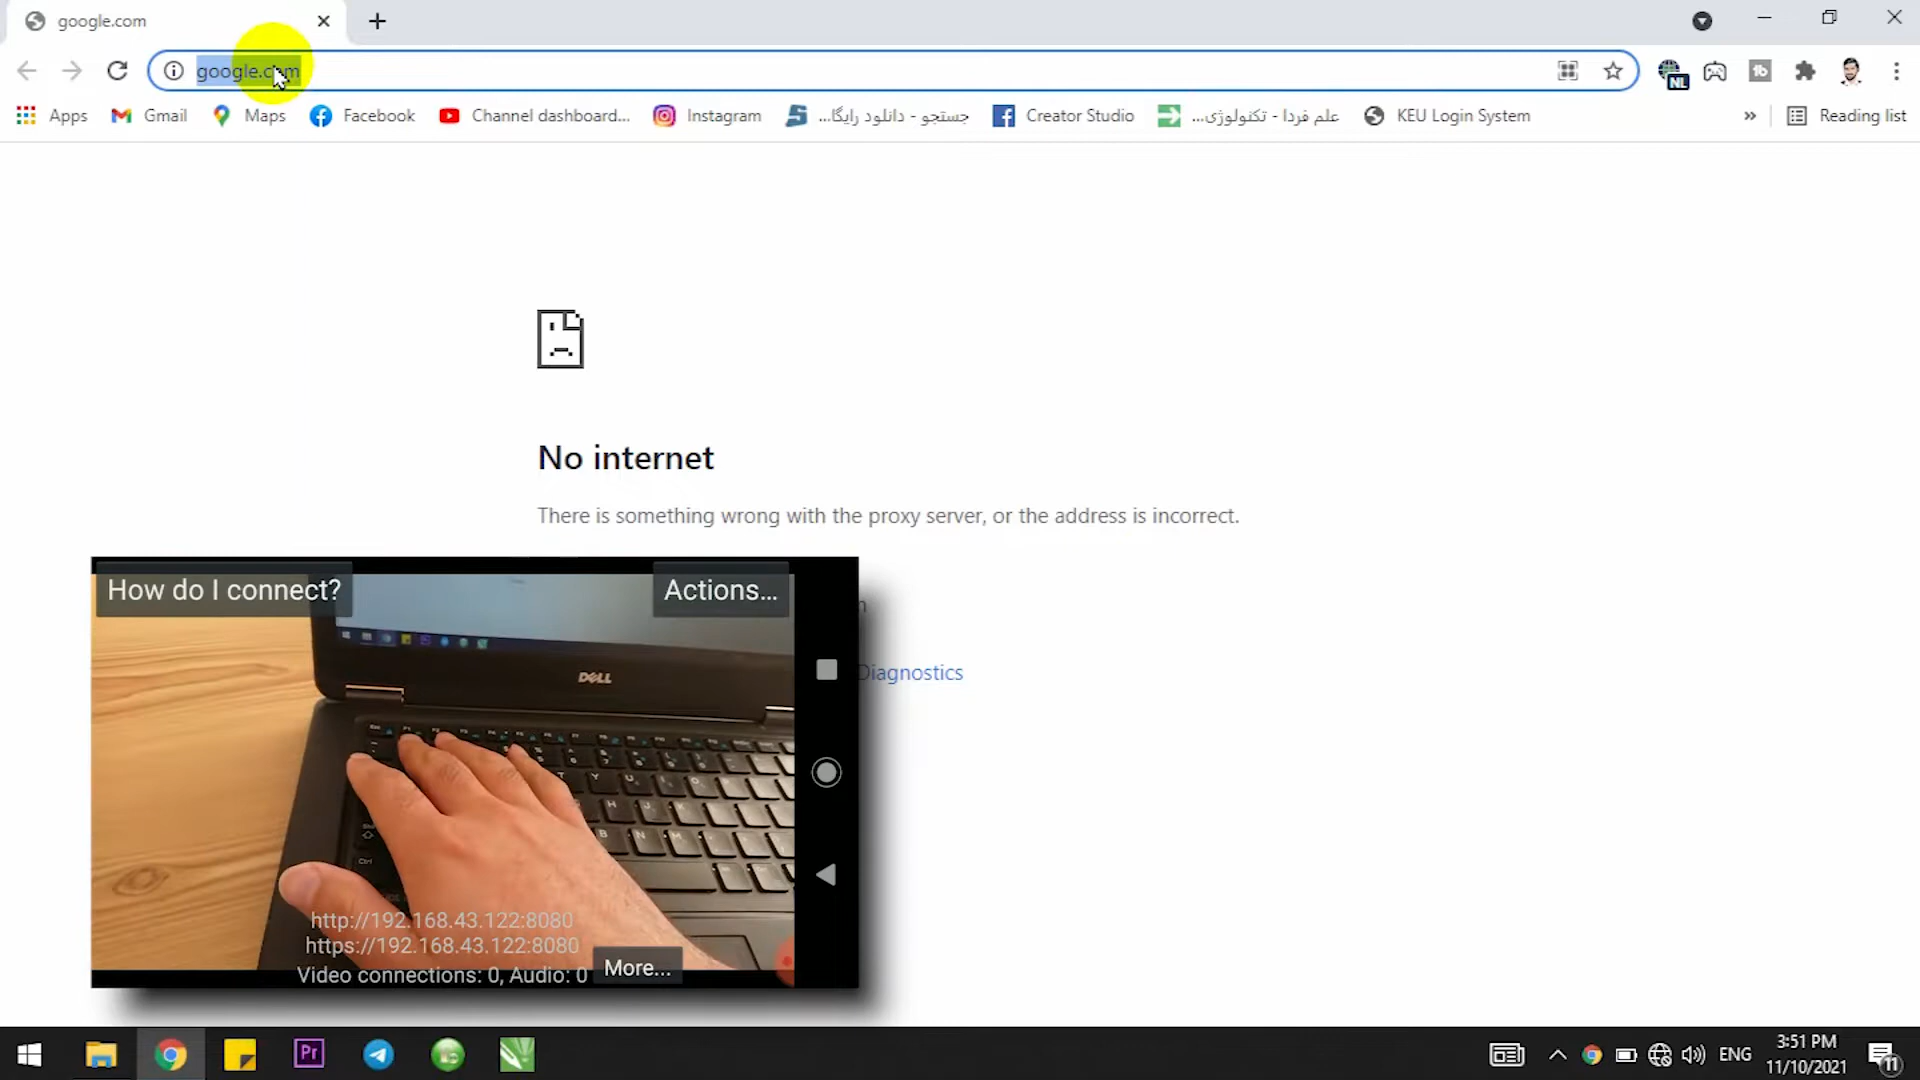 google.com
google.com
NL
Apps
Gmail
Maps
Facebook
Channel dashboard...
Instagram
جستجو - دانلود رایگا...
Creator Studio
علم فردا - تکنولوژی...
KEU Login System
»
Reading list
No internet
There is something wrong with the proxy server, or the address is incorrect.
How do I connect?
Actions...
Diagnostics
DELL
http://192.168.43.122:8080
https://192.168.43.122:8080
Video connections: 0, Audio: 0
More...
Pr
ENG
3:51 PM
11/10/2021
11